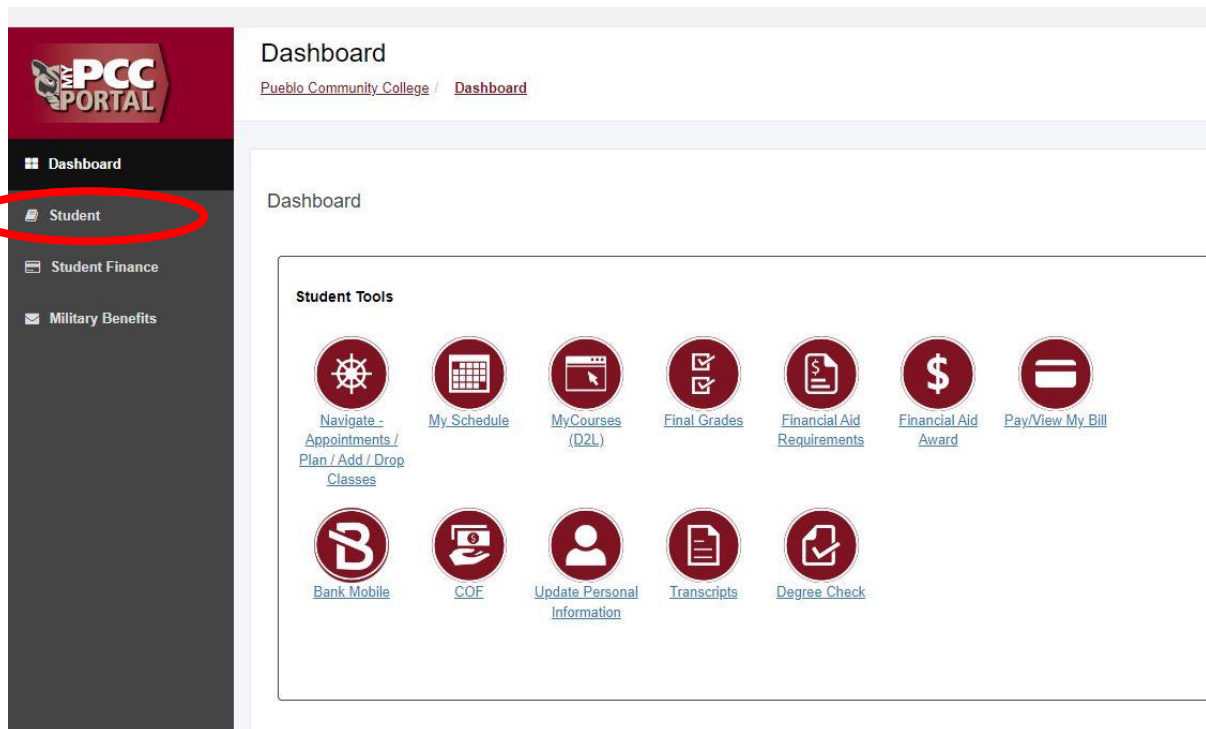 MY PCC
PORTAL
Dashboard
Pueblo Community College / Dashboard
Dashboard
Student
Student Finance
Military Benefits
Dashboard
Student Tools
Navigate -
Appointments /
Plan / Add / Drop
Classes
My Schedule
MyCourses
(D2L)
Final Grades
Financial Aid
Requirements
Financial Aid
Award
Pay/View My Bill
Bank Mobile
COF
Update Personal
Information
Transcripts
Degree Check